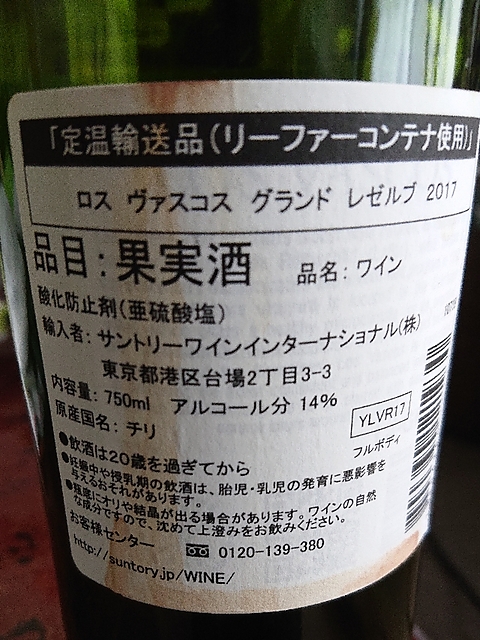 「定温輸送品(リーファーコンテナ使用)」
ロス ヴァスコス グランド レゼルブ 2017
品目:果実酒 品名:ワイン
酸化防止剤(亜硫酸塩)
輸入者:サントリーワインインターナショナル(株)
東京都港区台場2丁目3-3
内容量:750ml アルコール分 14%
原産国名:チリ
YLVR17
フルボディ
●飲酒は20歳を過ぎてから
●妊娠中や授乳期の飲酒は、胎児・乳児の発育に悪影響を
与えるおそれがあります。
●瓶底にオリや結晶が出る場合があります。ワインの自然
な成分ですので、沈めて上澄みをお飲みください。
お客様センター 0120-139-380
http://suntory.jp/WINE/